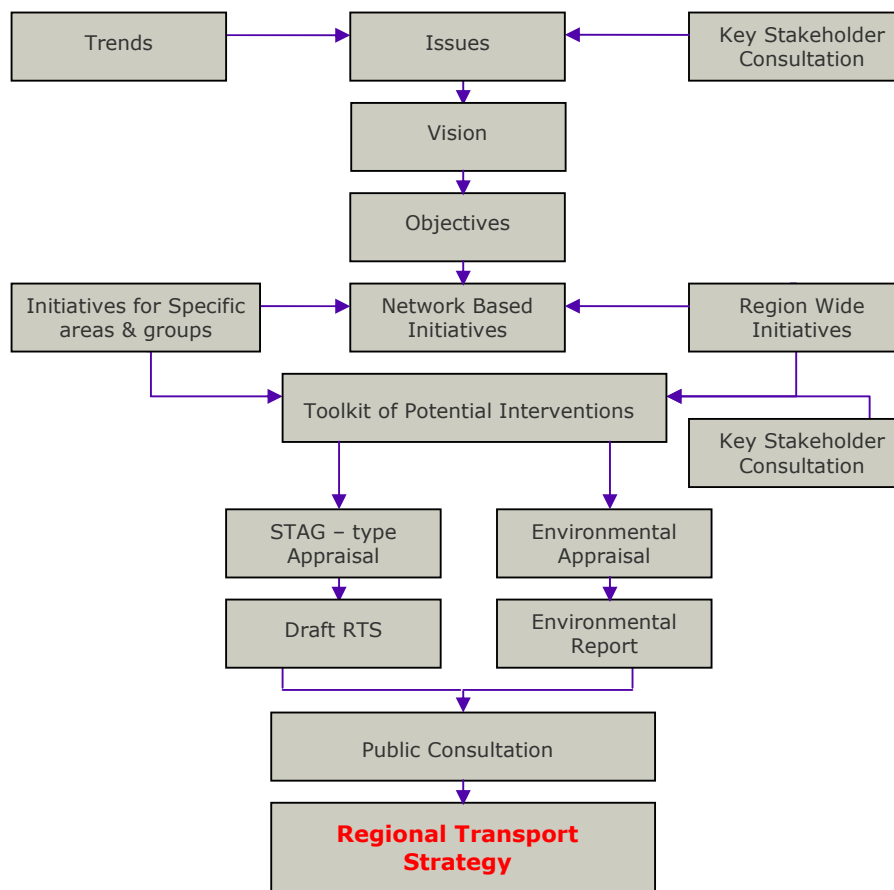 Trends
Issues
Key Stakeholder
Consultation
Vision
Objectives
Initiatives for Specific
areas & groups
Network Based
Initiatives
Region Wide
Initiatives
Toolkit of Potential Interventions
Key Stakeholder
Consultation
STAG – type
Appraisal
Environmental
Appraisal
Draft RTS
Environmental
Report
Public Consultation
Regional Transport
Strategy